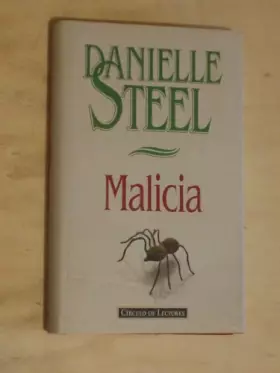 DANIELLE
STEEL
Malicia
CÍRCULO DE LECTORES